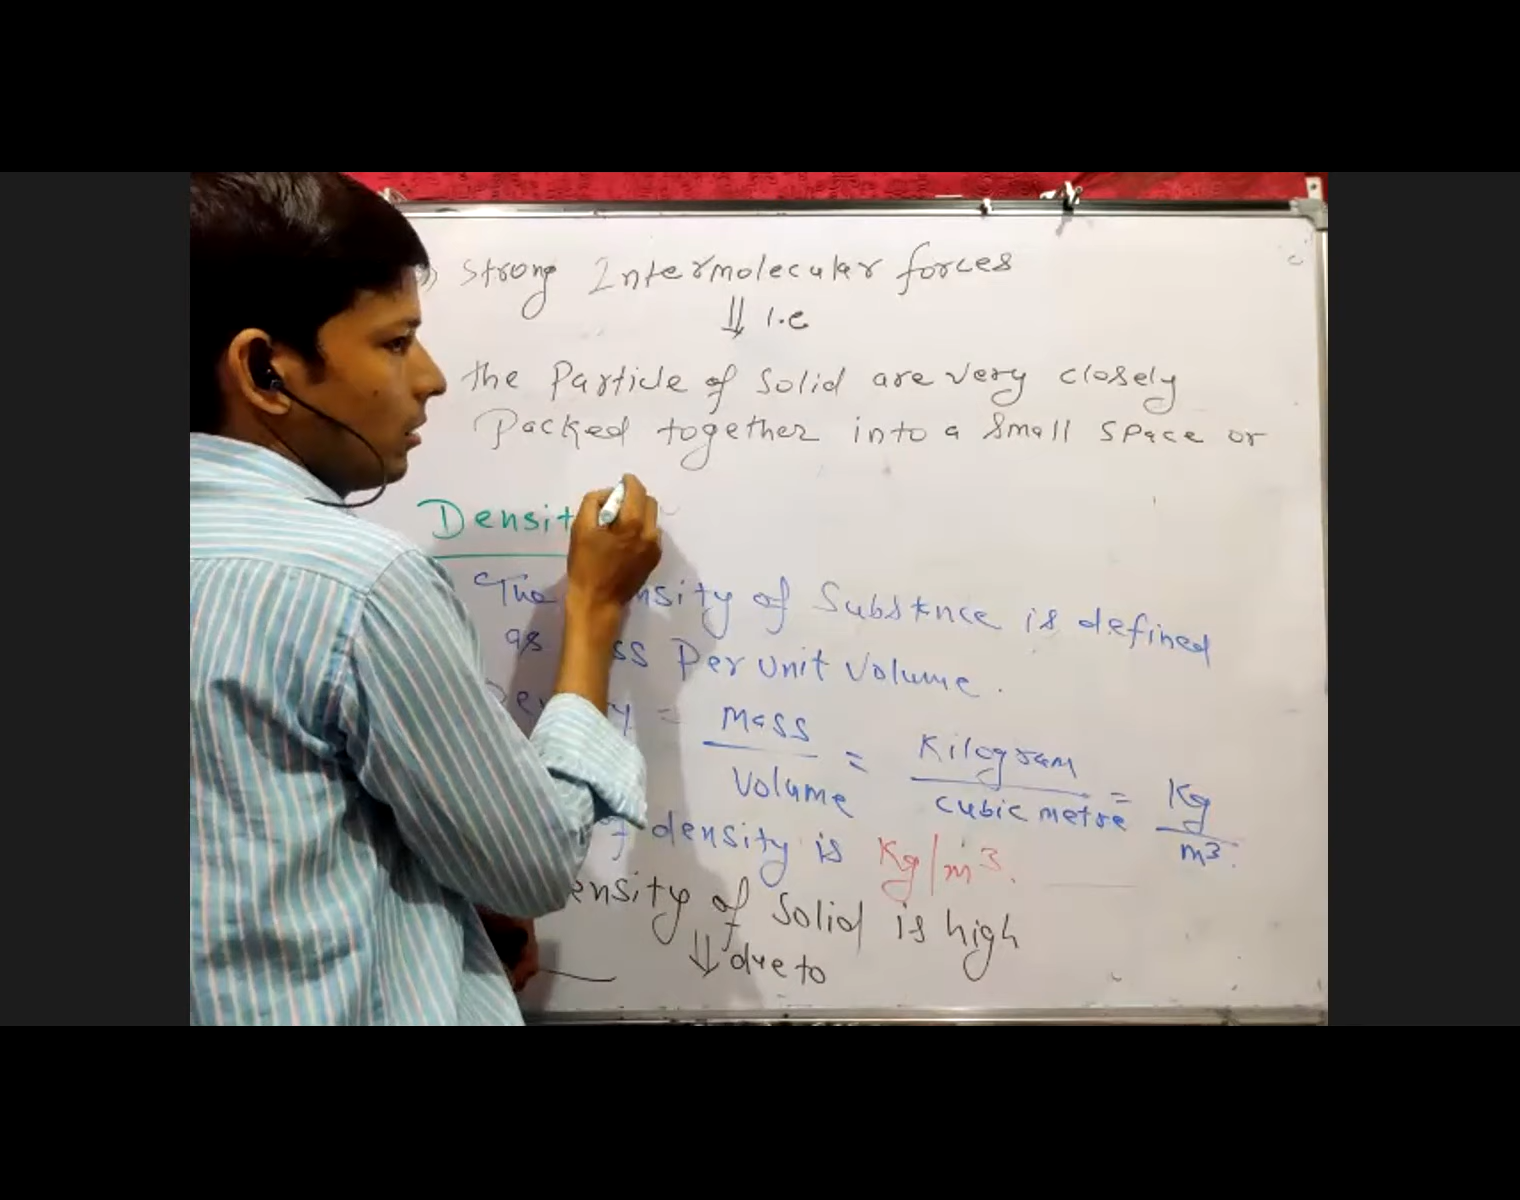 Strong Intermolecular forces
⇓ i.e
the Particle of Solid are very closely
Packed together into a small space or
Densit
The nsity of Substnce is defined
as ss Per unit Volume.
= Mass / Volume = Kilogram / cubic metre = Kg / m³.
of density is Kg/m³.
ensity of Solid is high
⇓ due to